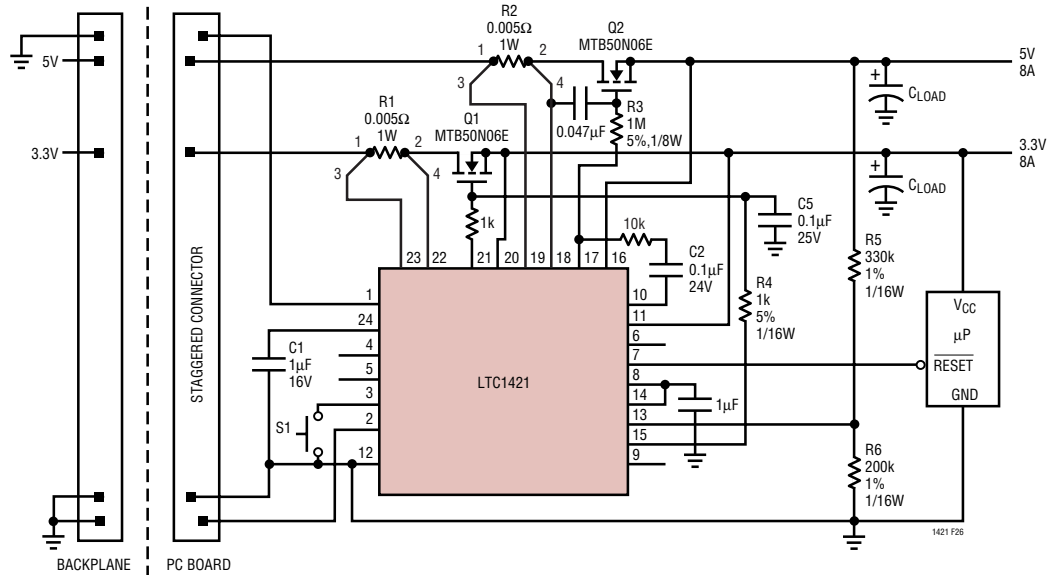 R2
0.005Ω
1W
1
2
3
4
Q2
MTB50N06E
5V
8A
5V
+
CLOAD
0.047µF
R3
1M
5%,1/8W
R1
0.005Ω
1W
1
2
3
4
Q1
MTB50N06E
3.3V
3.3V
8A
+
CLOAD
1k
10k
C5
0.1µF
25V
C2
0.1µF
24V
R4
1k
5%
1/16W
R5
330k
1%
1/16W
23
22
21
20
19
18
17
16
1
24
4
5
3
2
12
10
11
6
7
8
14
13
15
9
LTC1421
C1
1µF
16V
S1
1µF
VCC
µP
RESET
GND
R6
200k
1%
1/16W
STAGGERED CONNECTOR
BACKPLANE
PC BOARD
1421 F26